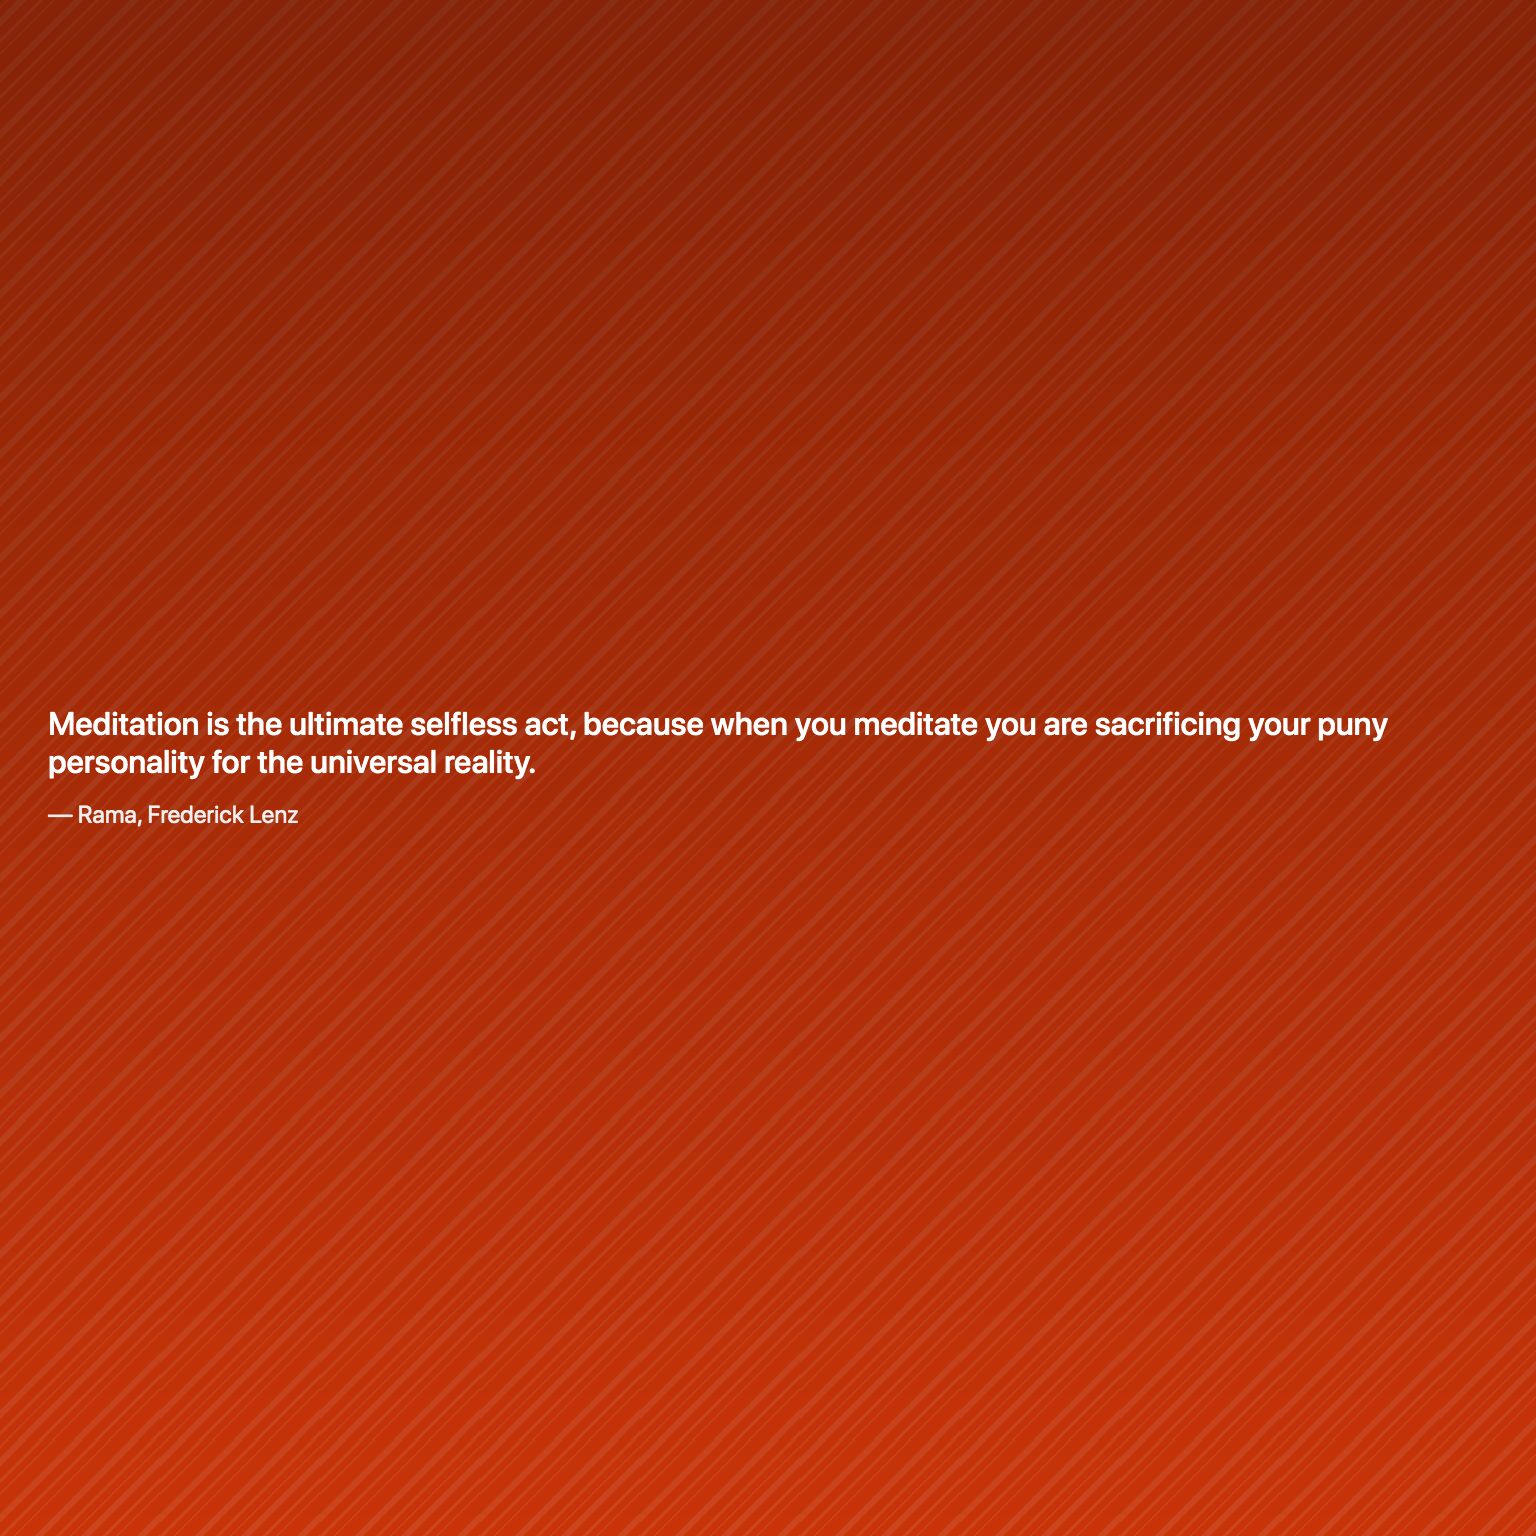 Meditation is the ultimate selfless act, because when you meditate you are sacrificing your puny
personality for the universal reality.
— Rama, Frederick Lenz